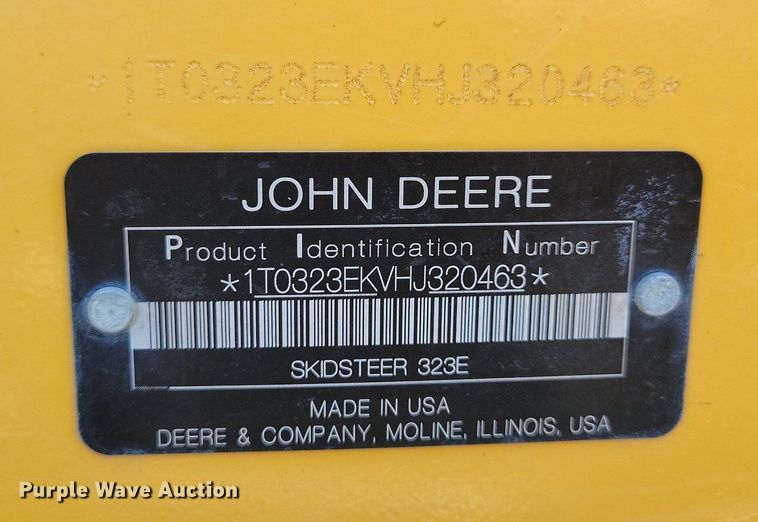 *1T0323EKVHJ320463*
JOHN DEERE
Product Identification Number
*1T0323EKVHJ320463*
SKIDSTEER 323E
MADE IN USA
DEERE & COMPANY, MOLINE, ILLINOIS, USA
Purple Wave Auction